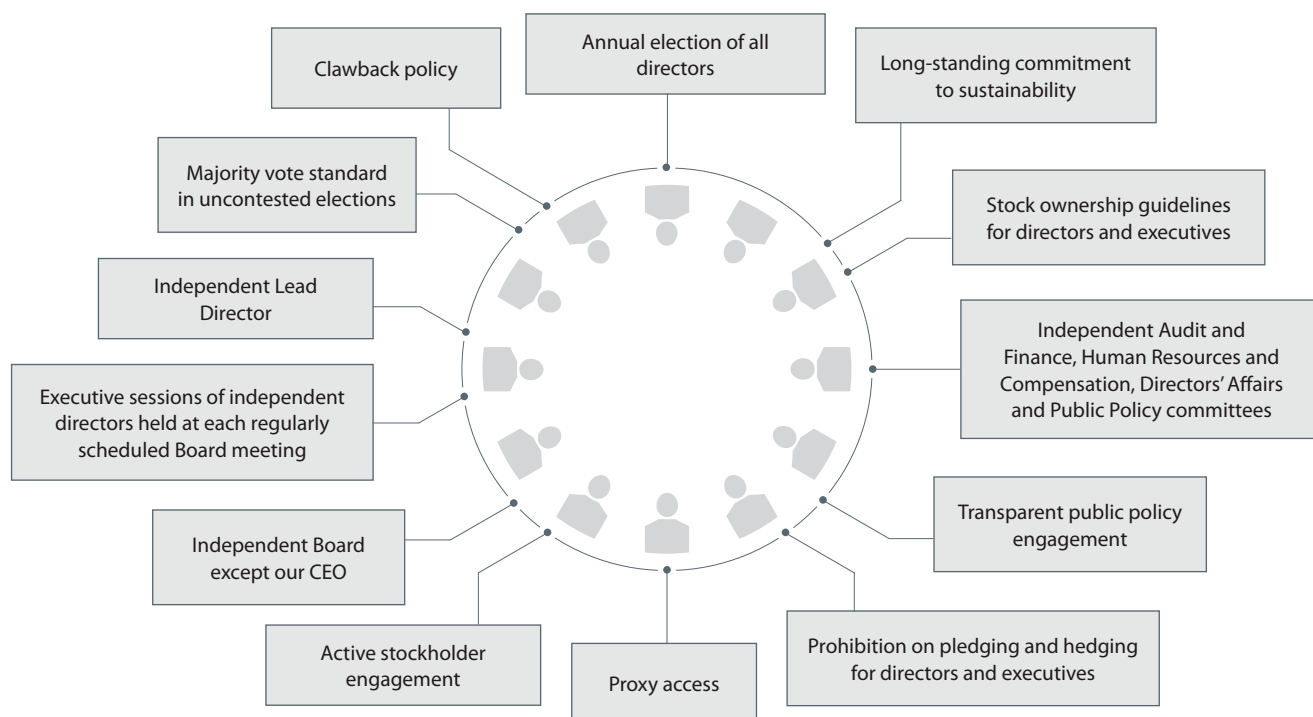 Annual election of all
directors
Long-standing commitment
to sustainability
Stock ownership guidelines
for directors and executives
Independent Audit and
Finance, Human Resources and
Compensation, Directors’ Affairs
and Public Policy committees
Transparent public policy
engagement
Prohibition on pledging and hedging
for directors and executives
Proxy access
Active stockholder
engagement
Independent Board
except our CEO
Executive sessions of independent
directors held at each regularly
scheduled Board meeting
Independent Lead
Director
Majority vote standard
in uncontested elections
Clawback policy